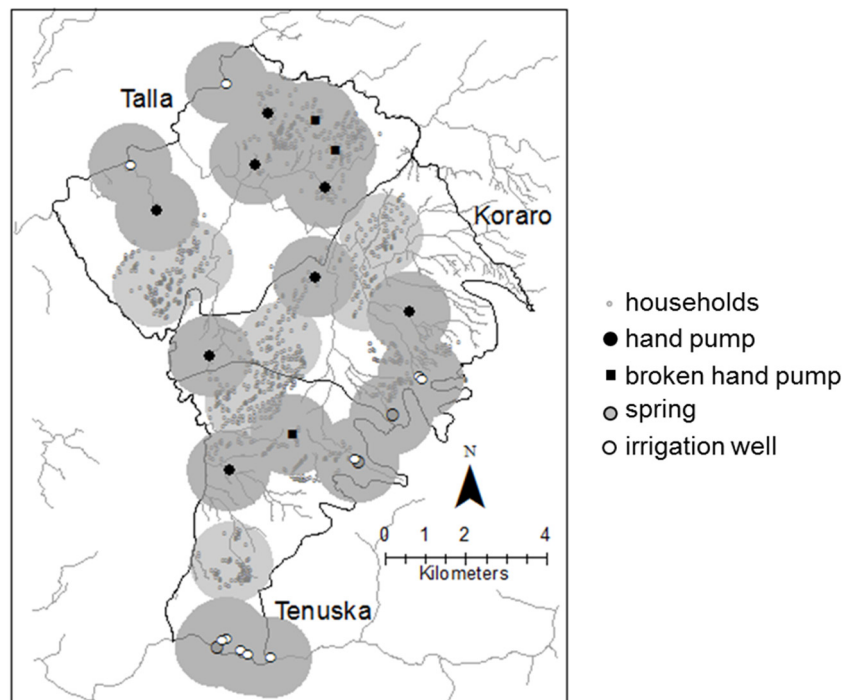 Talla
Koraro
households
hand pump
broken hand pump
spring
irrigation well
N
0 1 2 4
Kilometers
Tenuska